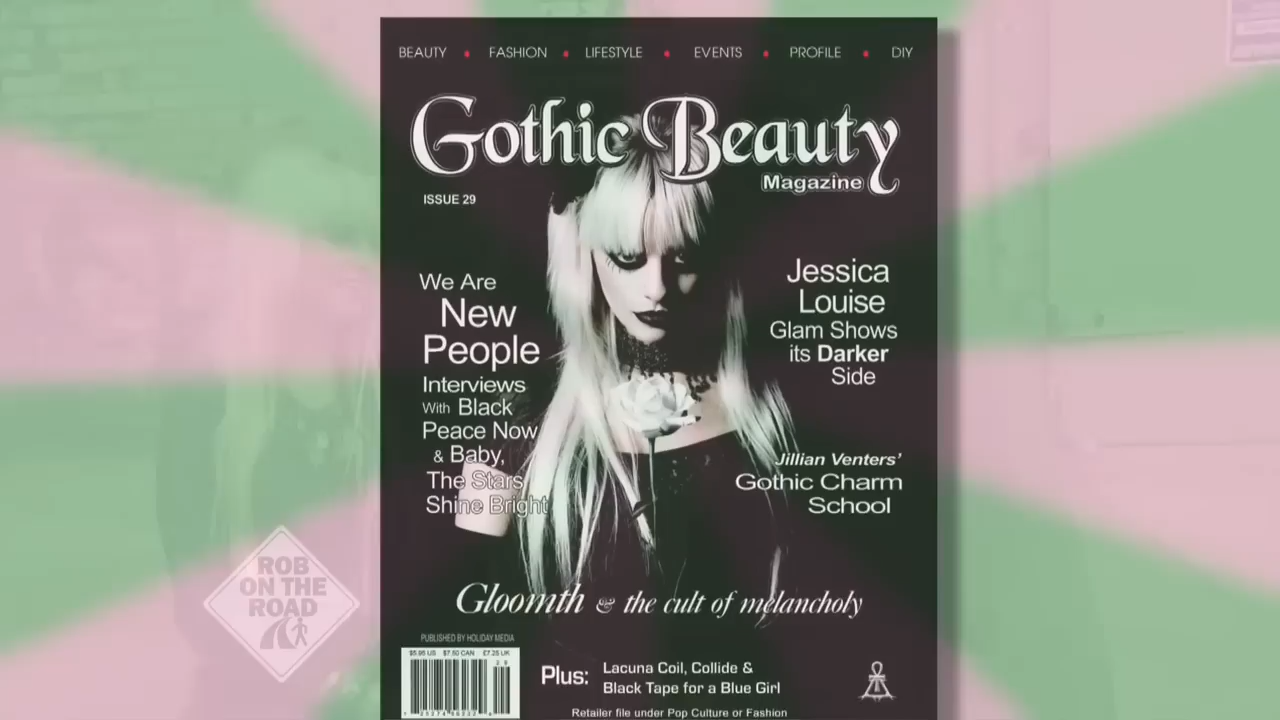 BEAUTY • FASHION • LIFESTYLE • EVENTS • PROFILE • DIY
Gothic Beauty
Magazine
ISSUE 29
We Are
New
People
Interviews
With Black
Peace Now
& Baby,
The Stars
Shine Bright
Jessica
Louise
Glam Shows
its Darker
Side
Jillian Venters'
Gothic Charm
School
Gloomth & the cult of melancholy
PUBLISHED BY HOLIDAY MEDIA
$5.95 US $7.50 CAN £7.25 UK
Plus: Lacuna Coil, Collide &
Black Tape for a Blue Girl
Retailer file under Pop Culture or Fashion
ROB
ON THE
ROAD